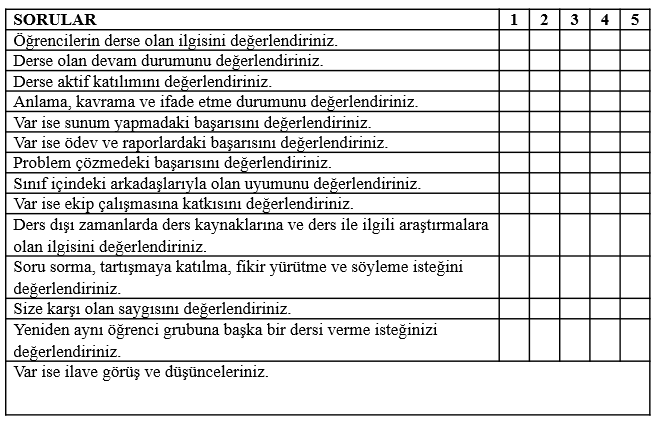 SORULAR 1 2 3 4 5
Öğrencilerin derse olan ilgisini değerlendiriniz.
Derse olan devam durumunu değerlendiriniz.
Derse aktif katılımını değerlendiriniz.
Anlama, kavrama ve ifade etme durumunu değerlendiriniz.
Var ise sunum yapmadaki başarısını değerlendiriniz.
Var ise ödev ve raporlardaki başarısını değerlendiriniz.
Problem çözmedeki başarısını değerlendiriniz.
Sınıf içindeki arkadaşlarıyla olan uyumunu değerlendiriniz.
Var ise ekip çalışmasına katkısını değerlendiriniz.
Ders dışı zamanlarda ders kaynaklarına ve ders ile ilgili araştırmalara
olan ilgisini değerlendiriniz.
Soru sorma, tartışmaya katılma, fikir yürütme ve söyleme isteğini
değerlendiriniz.
Size karşı olan saygısını değerlendiriniz.
Yeniden aynı öğrenci grubuna başka bir dersi verme isteğinizi
değerlendiriniz.
Var ise ilave görüş ve düşünceleriniz.